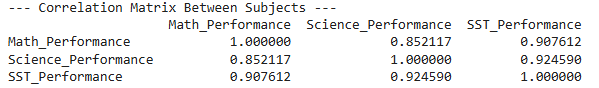 --- Correlation Matrix Between Subjects ---
Math_Performance Science_Performance SST_Performance
Math_Performance 1.000000 0.852117 0.907612
Science_Performance 0.852117 1.000000 0.924590
SST_Performance 0.907612 0.924590 1.000000